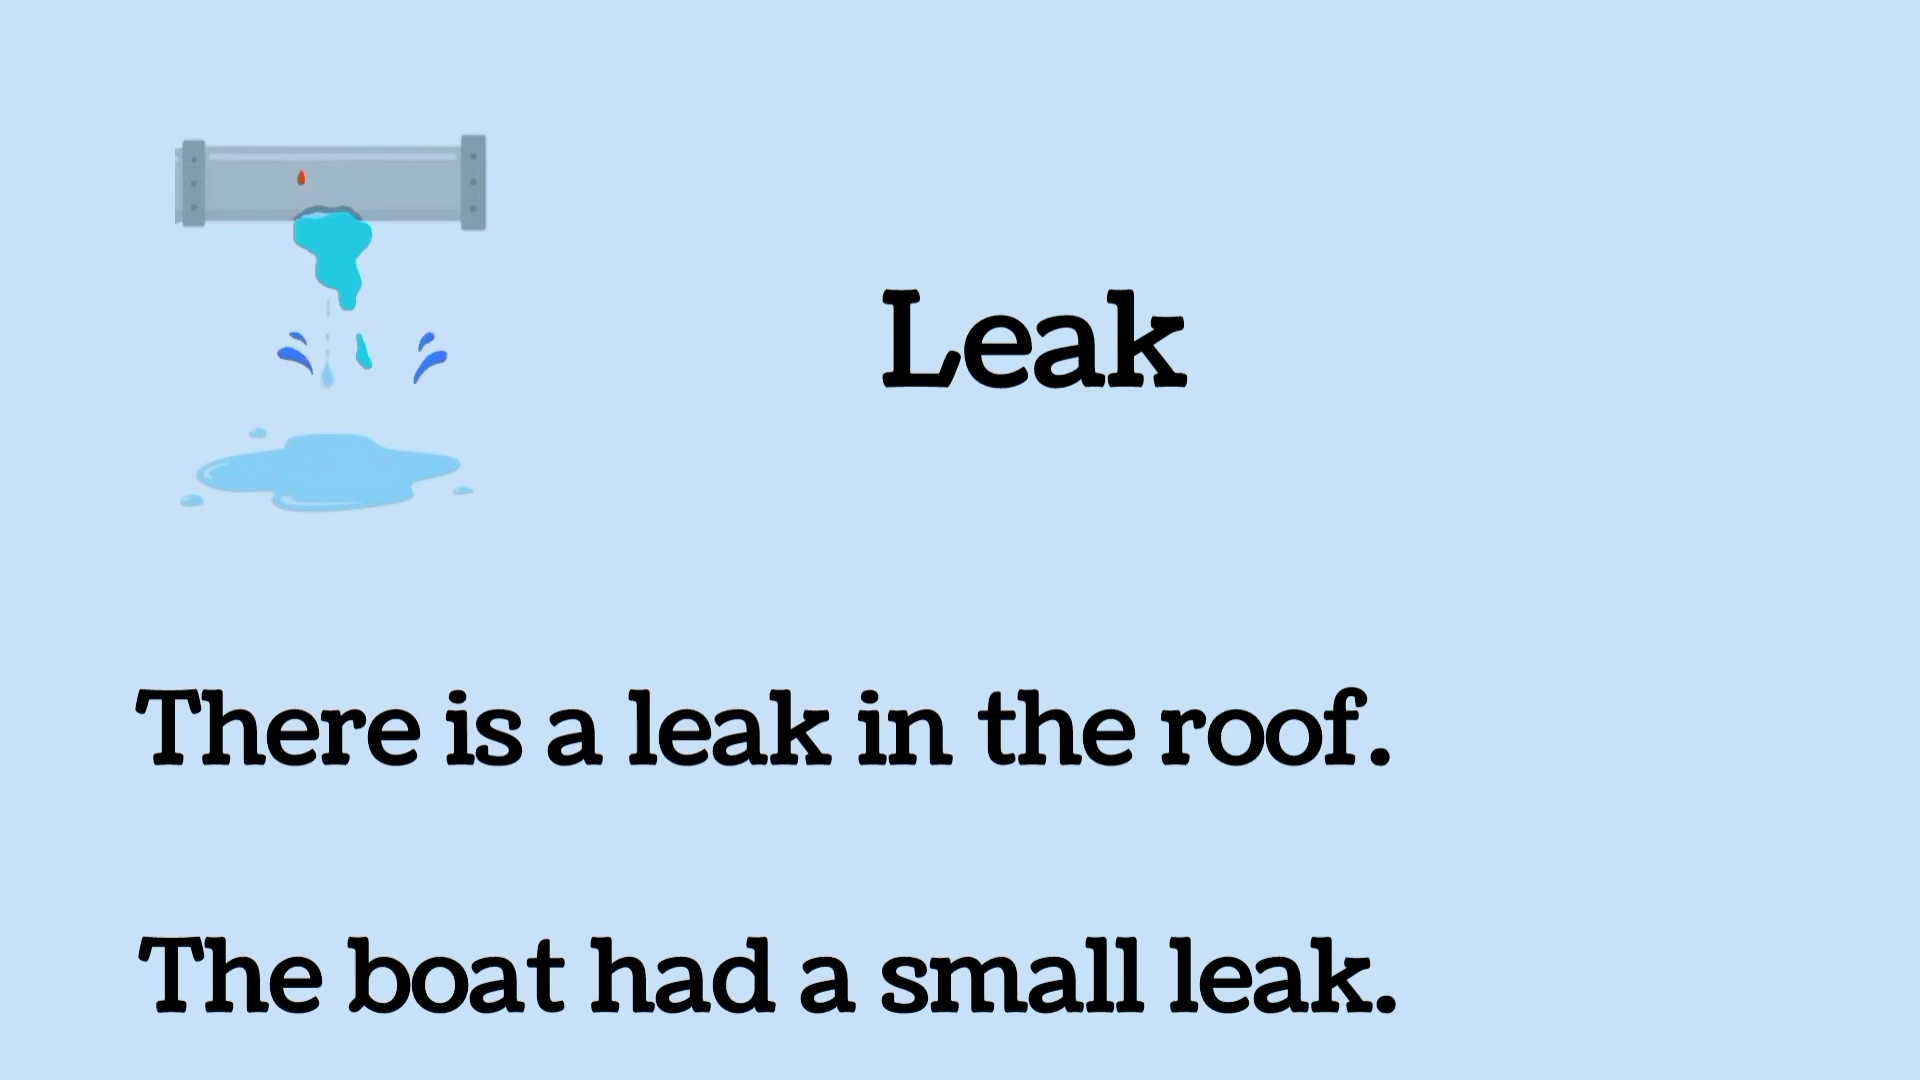 Leak
There is a leak in the roof.
The boat had a small leak.